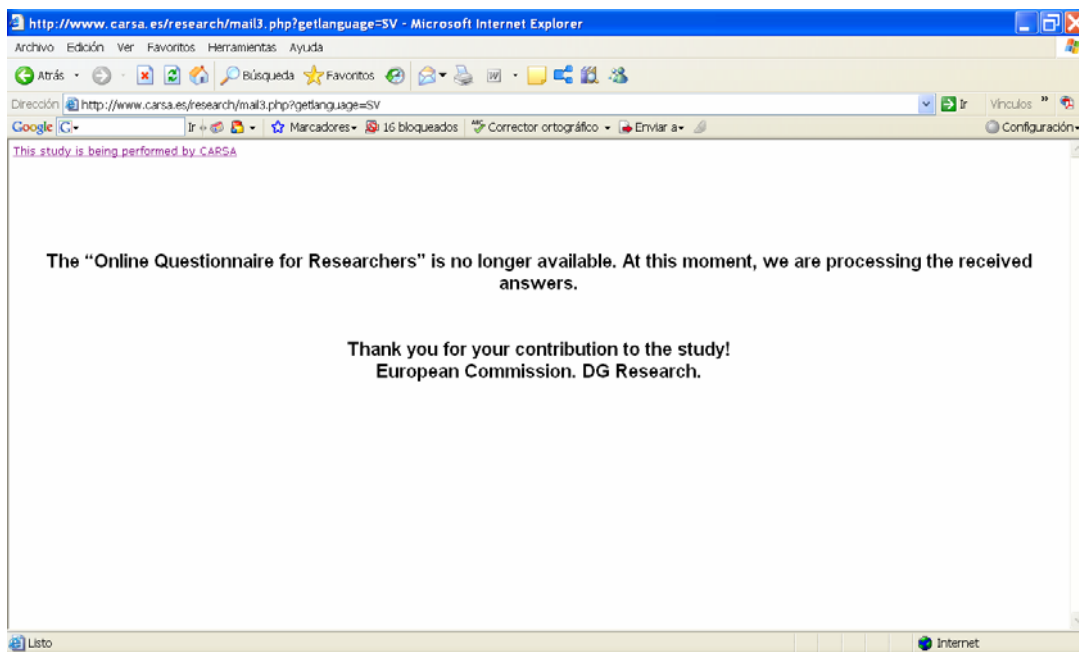 http://www.carsa.es/research/mail3.php?getlanguage=SV - Microsoft Internet Explorer
Archivo Edición Ver Favoritos Herramientas Ayuda
Atrás Búsqueda Favoritos
Dirección http://www.carsa.es/research/mail3.php?getlanguage=SV Ir Vínculos »
Google G Ir Marcadores 16 bloqueados Corrector ortográfico Enviar a Configuración
This study is being performed by CARSA
The “Online Questionnaire for Researchers” is no longer available. At this moment, we are processing the received
answers.
Thank you for your contribution to the study!
European Commission. DG Research.
Listo Internet